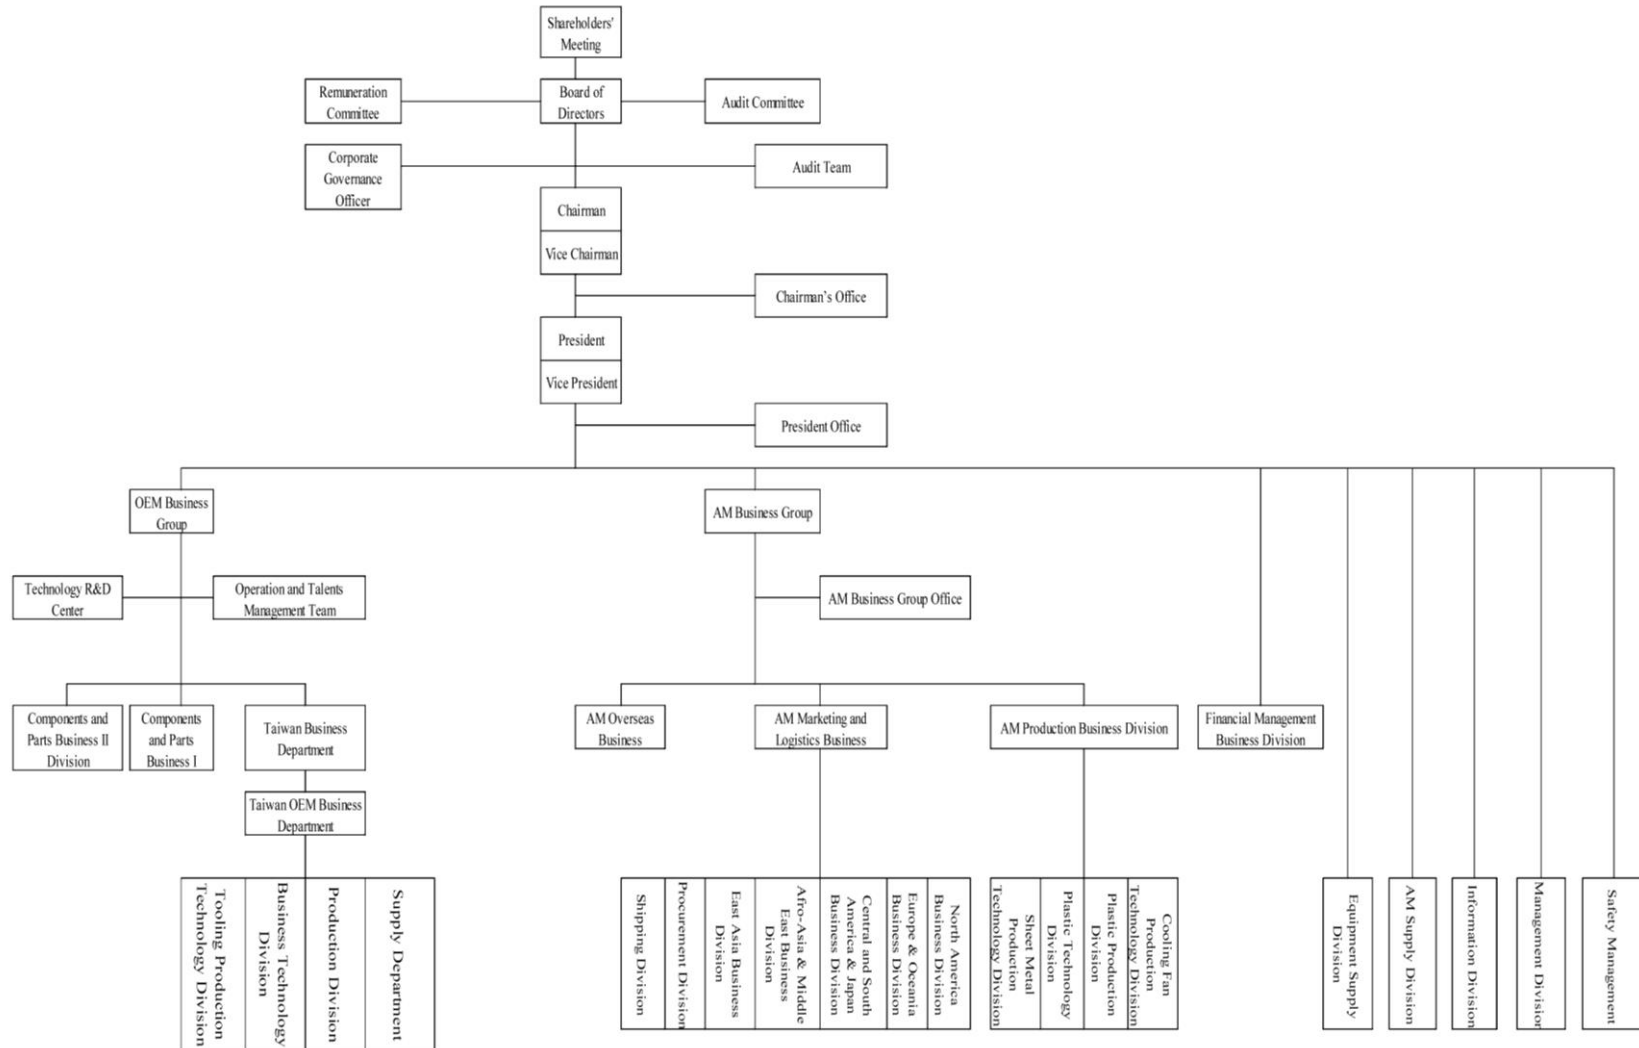 Shareholders'
Meeting
Remuneration
Committee
Board of
Directors
Audit Committee
Corporate
Governance
Officer
Audit Team
Chairman
Vice Chairman
Chairman's Office
President
Vice President
President Office
OEM Business
Group
AM Business Group
Technology R&D
Center
Operation and Talents
Management Team
AM Business Group Office
Components and
Parts Business II
Division
Components
and Parts
Business I
Taiwan Business
Department
AM Overseas
Business
AM Marketing and
Logistics Business
AM Production Business Division
Financial Management
Business Division
Taiwan OEM Business
Department
Tooling Production
Technology Division
Business Technology
Division
Production Division
Supply Department
Shipping Division
Procurement Division
East Asia Business
Division
Afro-Asia & Middle
East Business
Division
Central and South
America & Japan
Business Division
Europe & Oceania
Business Division
North America
Business Division
Sheet Metal
Production
Technology Division
Plastic Technology
Division
Plastic Production
Division
Cooling Fan
Production
Technology Division
Equipment Supply
Division
AM Supply Division
Information Division
Management Division
Safety Management